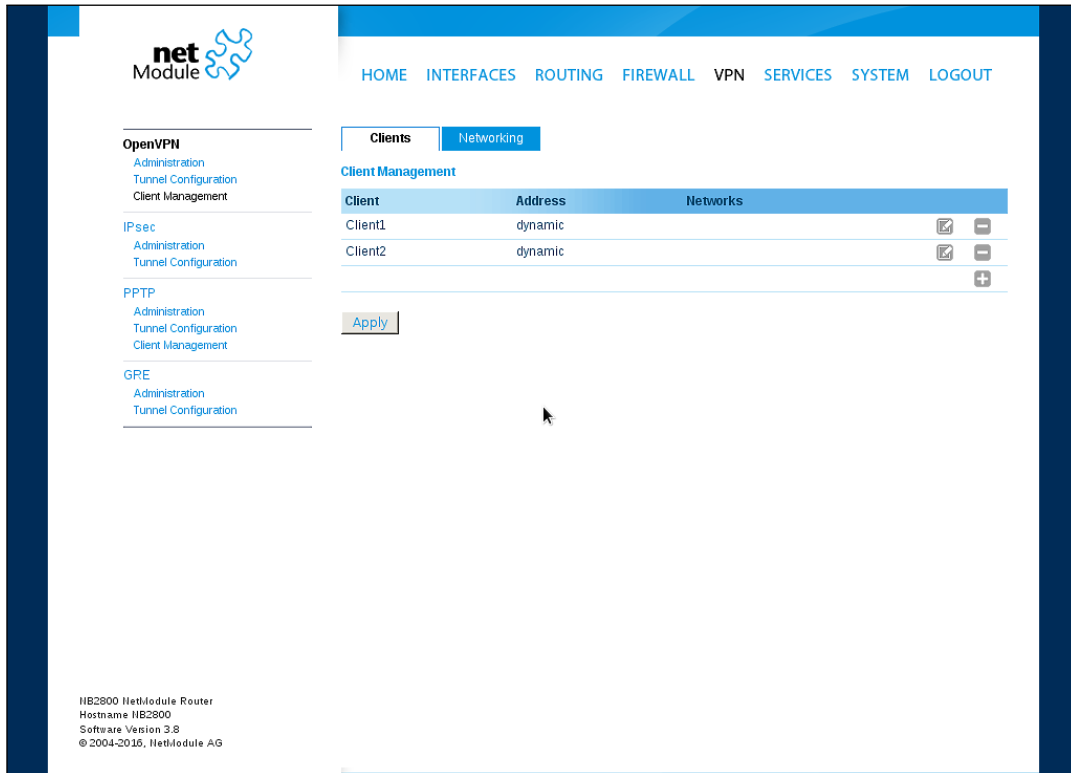 net
Module
HOME INTERFACES ROUTING FIREWALL VPN SERVICES SYSTEM LOGOUT
OpenVPN
Administration
Tunnel Configuration
Client Management
IPsec
Administration
Tunnel Configuration
PPTP
Administration
Tunnel Configuration
Client Management
GRE
Administration
Tunnel Configuration
Clients Networking
Client Management
Client Address Networks
Client1 dynamic
Client2 dynamic
Apply
NB2800 NetModule Router
Hostname NB2800
Software Version 3.8
© 2004-2016, NetModule AG